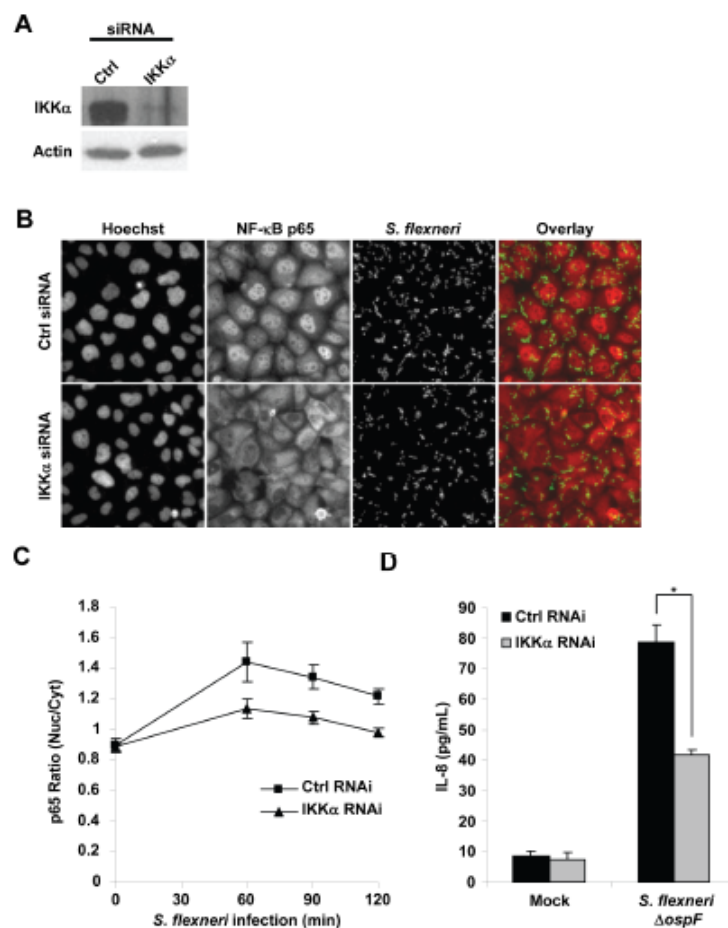 A
siRNA
Ctrl IKKα
IKKα
Actin
B
Hoechst NF-κB p65 S. flexneri Overlay
Ctrl siRNA
IKKα siRNA
C
p65 Ratio (Nuc/Cyt)
1.8
1.6
1.4
1.2
1
0.8
0.6
0.4
0.2
0
Ctrl RNAi
IKKα RNAi
0 30 60 90 120
S. flexneri infection (min)
D
IL-8 (pg/mL)
90
80
70
60
50
40
30
20
10
0
Ctrl RNAi
IKKα RNAi
*
Mock
S. flexneri
ΔospF